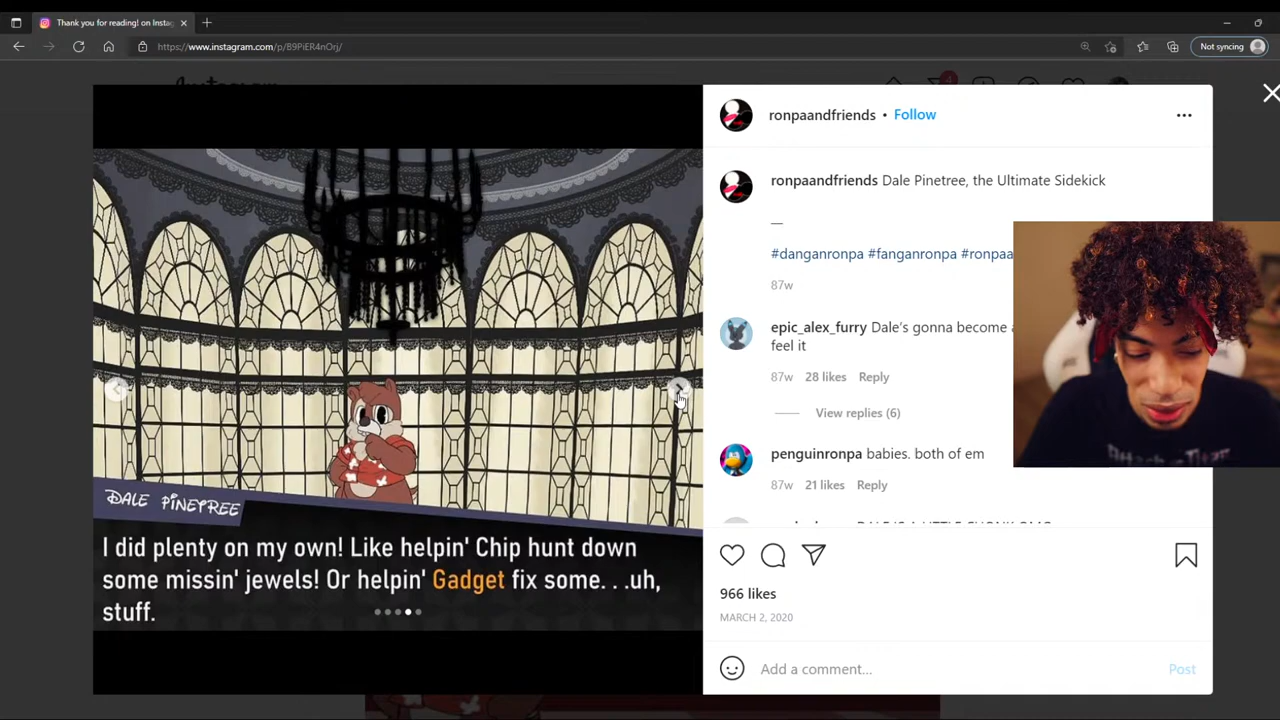 Thank you for reading! on Insta
https://www.instagram.com/p/B9PiER4nOrj/
Not syncing
Instagram
4
ronpaandfriends • Follow
ronpaandfriends Dale Pinetree, the Ultimate Sidekick
—
#danganronpa #fanganronpa #ronpaa
87w
epic_alex_furry Dale's gonna become a
feel it
87w 28 likes Reply
View replies (6)
penguinronpa babies. both of em
87w 21 likes Reply
966 likes
MARCH 2, 2020
Add a comment...
Post
DALE PINETREE
I did plenty on my own! Like helpin' Chip hunt down
some missin' jewels! Or helpin' Gadget fix some. . .uh,
stuff.